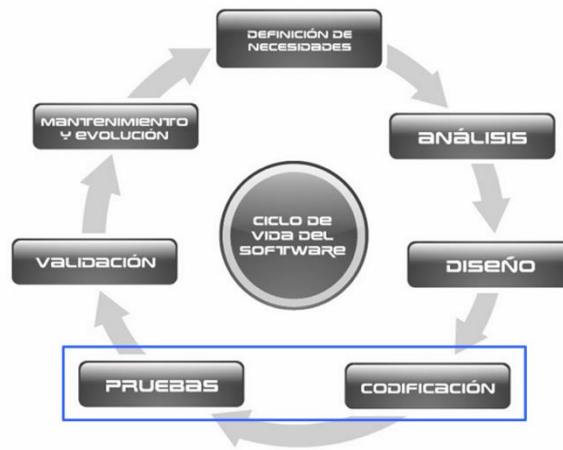 DEFINICIÓN DE
NECESIDADES
ANÁLISIS
DISEÑO
CODIFICACIÓN
PRUEBAS
VALIDACIÓN
MANTENIMIENTO
Y EVOLUCIÓN
CICLO DE
VIDA DEL
SOFTWARE